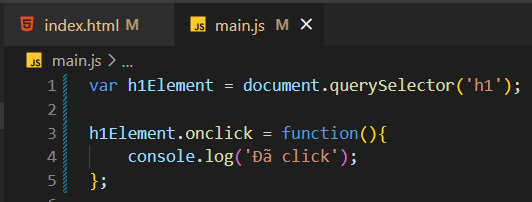 index.html M
main.js M
main.js > ...
1 var h1Element = document.querySelector('h1');
2
3 h1Element.onclick = function(){
4     console.log('Đã click');
5 };